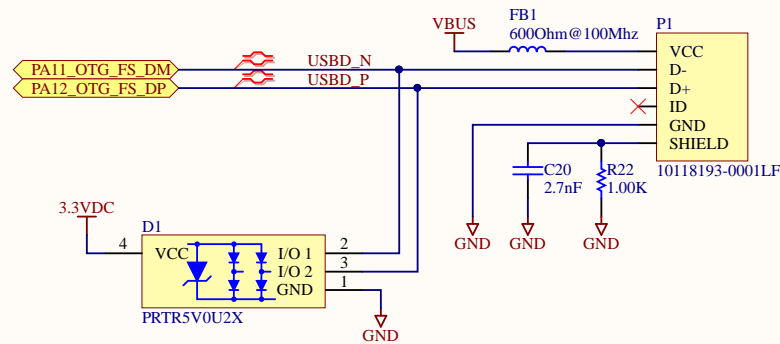 FB1
P1
VBUS
600Ohm@100Mhz
VCC
USBD_N
PA11_OTG_FS_DM
D-
USBD_P
PA12_OTG_FS_DP
D+
ID
GND
SHIELD
C20
R22
10118193-0001LF
2.7nF
1.00K
3.3VDC
D1
GND
GND
GND
4
VCC
I/O 1
2
I/O 2
3
GND
1
PRTR5V0U2X
GND